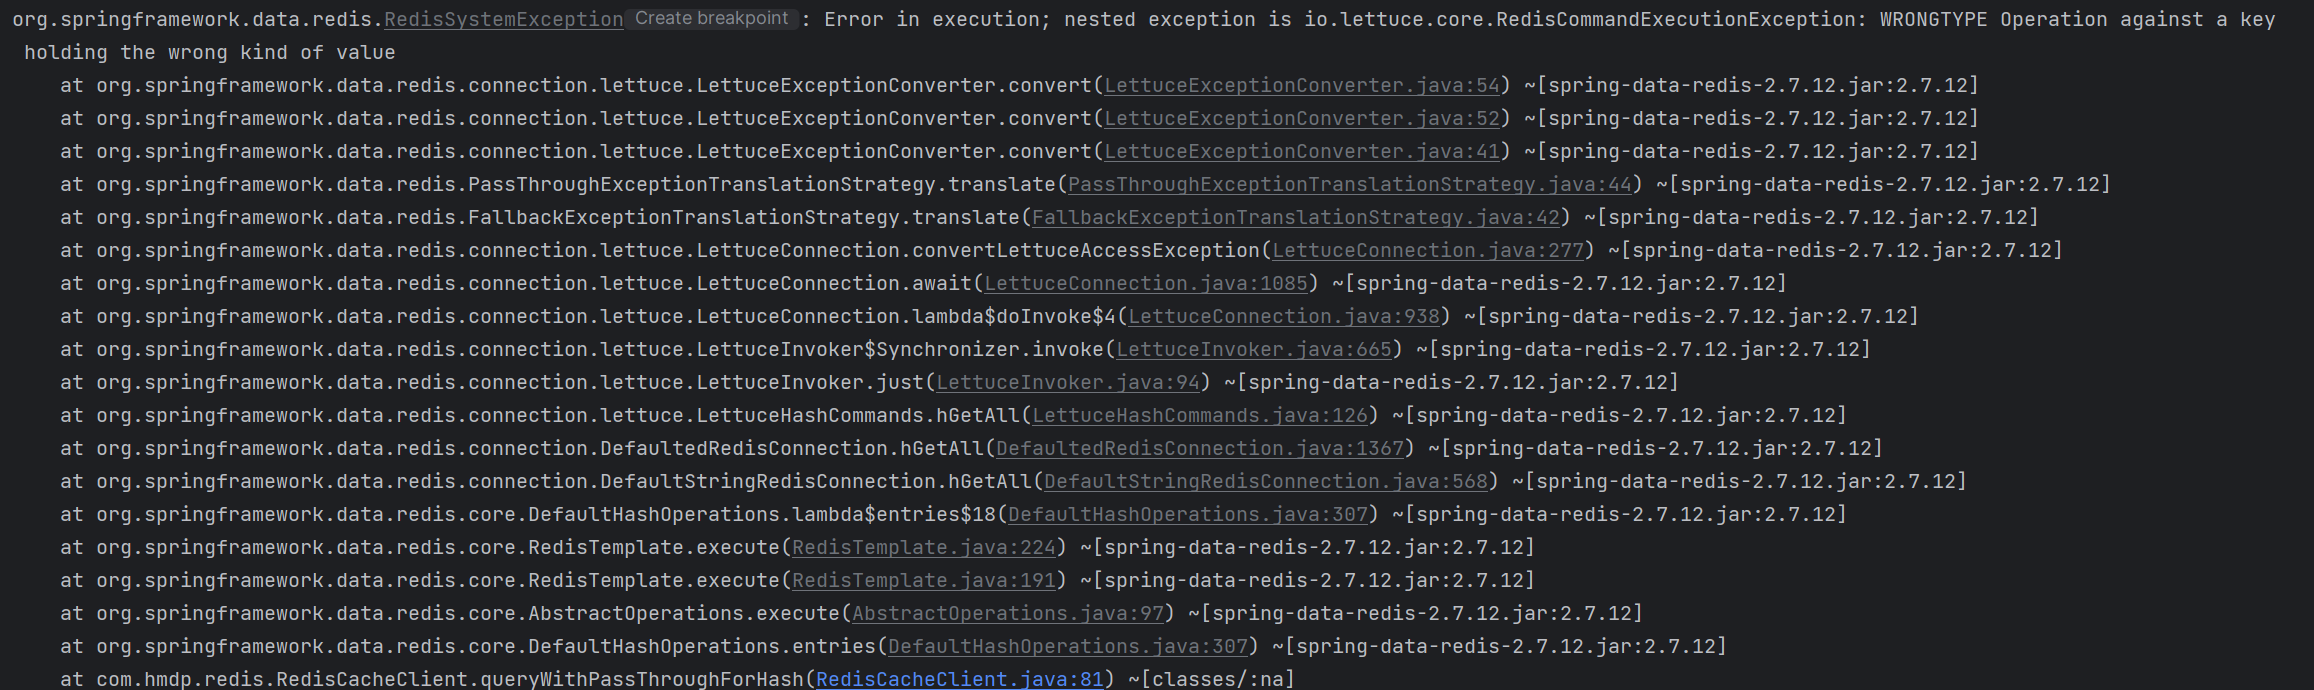 org.springframework.data.redis.RedisSystemException Create breakpoint : Error in execution; nested exception is io.lettuce.core.RedisCommandExecutionException: WRONGTYPE Operation against a key
holding the wrong kind of value
at org.springframework.data.redis.connection.lettuce.LettuceExceptionConverter.convert(LettuceExceptionConverter.java:54) ~[spring-data-redis-2.7.12.jar:2.7.12]
at org.springframework.data.redis.connection.lettuce.LettuceExceptionConverter.convert(LettuceExceptionConverter.java:52) ~[spring-data-redis-2.7.12.jar:2.7.12]
at org.springframework.data.redis.connection.lettuce.LettuceExceptionConverter.convert(LettuceExceptionConverter.java:41) ~[spring-data-redis-2.7.12.jar:2.7.12]
at org.springframework.data.redis.PassThroughExceptionTranslationStrategy.translate(PassThroughExceptionTranslationStrategy.java:44) ~[spring-data-redis-2.7.12.jar:2.7.12]
at org.springframework.data.redis.FallbackExceptionTranslationStrategy.translate(FallbackExceptionTranslationStrategy.java:42) ~[spring-data-redis-2.7.12.jar:2.7.12]
at org.springframework.data.redis.connection.lettuce.LettuceConnection.convertLettuceAccessException(LettuceConnection.java:277) ~[spring-data-redis-2.7.12.jar:2.7.12]
at org.springframework.data.redis.connection.lettuce.LettuceConnection.await(LettuceConnection.java:1085) ~[spring-data-redis-2.7.12.jar:2.7.12]
at org.springframework.data.redis.connection.lettuce.LettuceConnection.lambda$doInvoke$4(LettuceConnection.java:938) ~[spring-data-redis-2.7.12.jar:2.7.12]
at org.springframework.data.redis.connection.lettuce.LettuceInvoker$Synchronizer.invoke(LettuceInvoker.java:665) ~[spring-data-redis-2.7.12.jar:2.7.12]
at org.springframework.data.redis.connection.lettuce.LettuceInvoker.just(LettuceInvoker.java:94) ~[spring-data-redis-2.7.12.jar:2.7.12]
at org.springframework.data.redis.connection.lettuce.LettuceHashCommands.hGetAll(LettuceHashCommands.java:126) ~[spring-data-redis-2.7.12.jar:2.7.12]
at org.springframework.data.redis.connection.DefaultedRedisConnection.hGetAll(DefaultedRedisConnection.java:1367) ~[spring-data-redis-2.7.12.jar:2.7.12]
at org.springframework.data.redis.connection.DefaultStringRedisConnection.hGetAll(DefaultStringRedisConnection.java:568) ~[spring-data-redis-2.7.12.jar:2.7.12]
at org.springframework.data.redis.core.DefaultHashOperations.lambda$entries$18(DefaultHashOperations.java:307) ~[spring-data-redis-2.7.12.jar:2.7.12]
at org.springframework.data.redis.core.RedisTemplate.execute(RedisTemplate.java:224) ~[spring-data-redis-2.7.12.jar:2.7.12]
at org.springframework.data.redis.core.RedisTemplate.execute(RedisTemplate.java:191) ~[spring-data-redis-2.7.12.jar:2.7.12]
at org.springframework.data.redis.core.AbstractOperations.execute(AbstractOperations.java:97) ~[spring-data-redis-2.7.12.jar:2.7.12]
at org.springframework.data.redis.core.DefaultHashOperations.entries(DefaultHashOperations.java:307) ~[spring-data-redis-2.7.12.jar:2.7.12]
at com.hmdp.redis.RedisCacheClient.queryWithPassThroughForHash(RedisCacheClient.java:81) ~[classes/:na]